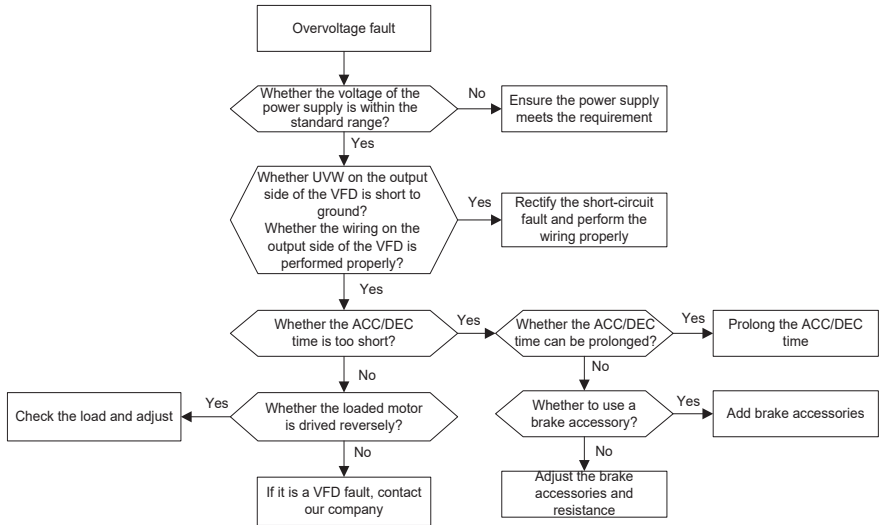 Overvoltage fault
Whether the voltage of the
power supply is within the
standard range?
No
Ensure the power supply
meets the requirement
Yes
Whether UVW on the output
side of the VFD is short to
ground?
Whether the wiring on the
output side of the VFD is
performed properly?
Yes
Rectify the short-circuit
fault and perform the
wiring properly
Yes
Whether the ACC/DEC
time is too short?
Yes
Whether the ACC/DEC
time can be prolonged?
Yes
Prolong the ACC/DEC
time
No
No
Check the load and adjust
Yes
Whether the loaded motor
is drived reversely?
Whether to use a
brake accessory?
Yes
Add brake accessories
No
No
If it is a VFD fault, contact
our company
Adjust the brake
accessories and
resistance